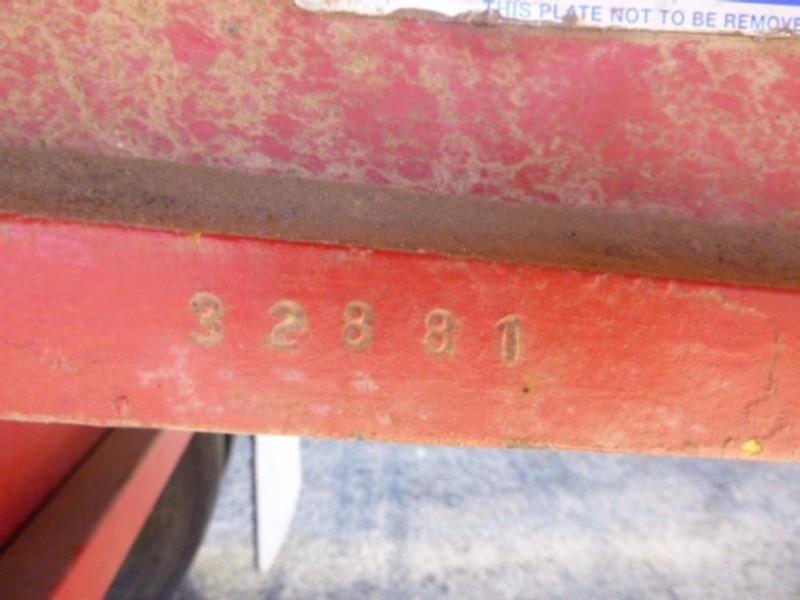 THIS PLATE NOT TO BE REMOVE
32881